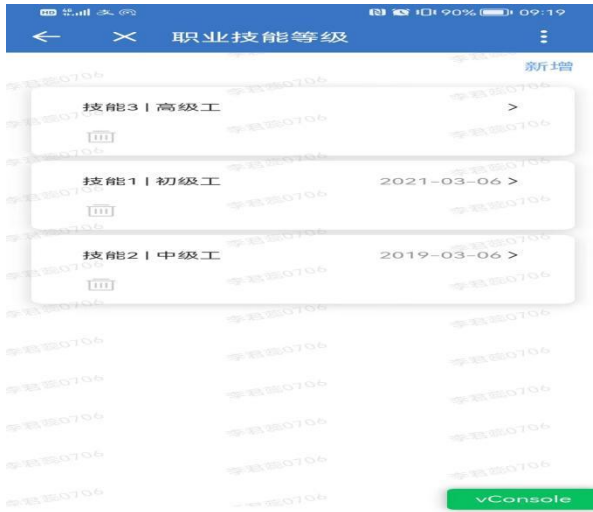 HD 90% 09:19
职业技能等级
新增
技能3 | 高级工 >
技能1 | 初级工 2021-03-06 >
技能2 | 中级工 2019-03-06 >
vConsole